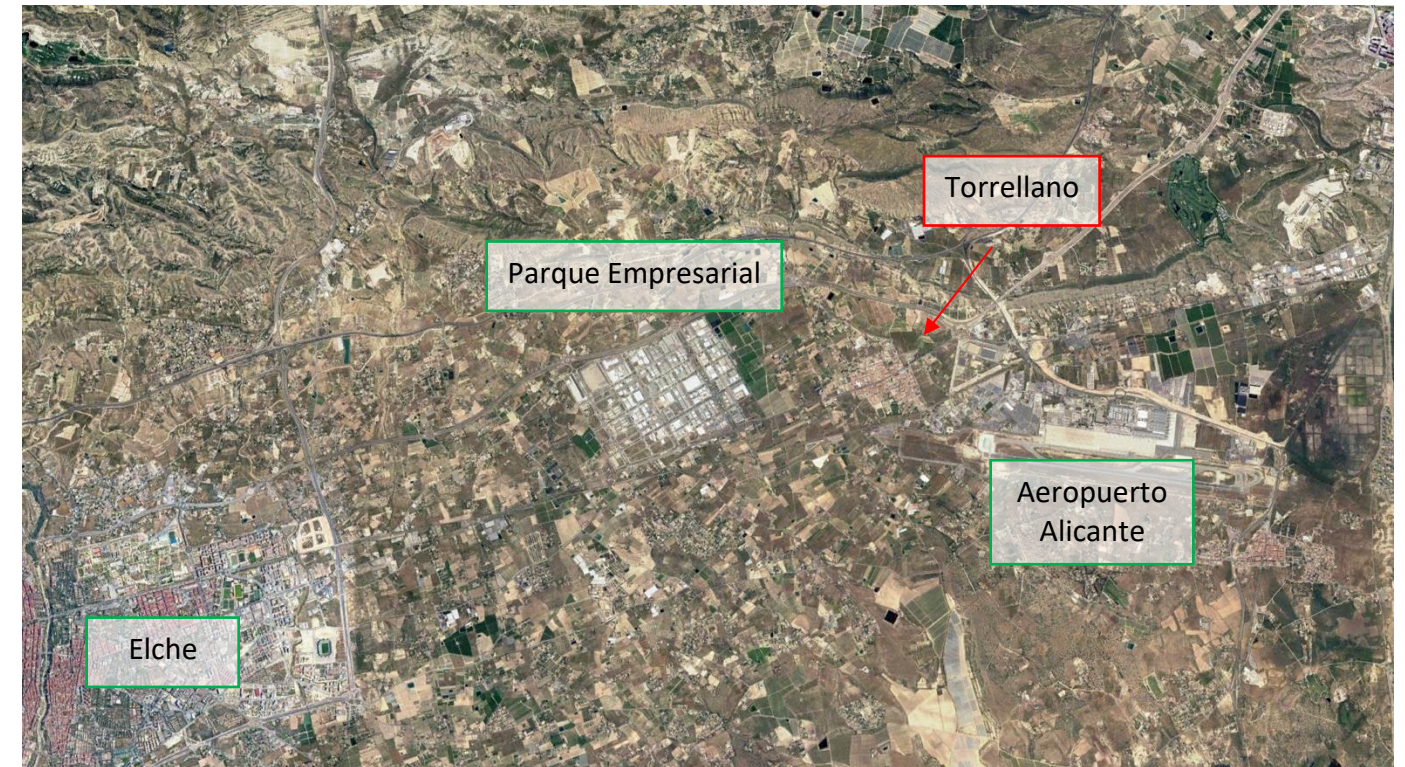 Torrellano
Parque Empresarial
Aeropuerto
Alicante
Elche